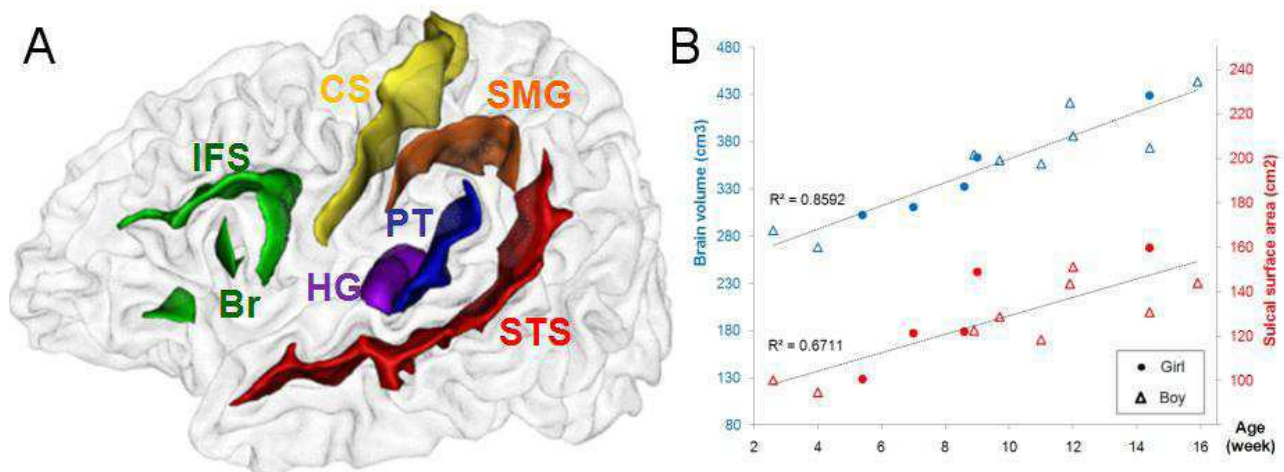 A
CS
SMG
IFS
PT
HG
Br
STS
B
Brain volume (cm3)
480
430
380
330
280
230
180
130
80
R² = 0.8592
R² = 0.6711
Girl
Boy
2
4
6
8
10
12
14
16
Age
(week)
240
220
200
180
160
140
120
100
Sulcal surface area (cm2)